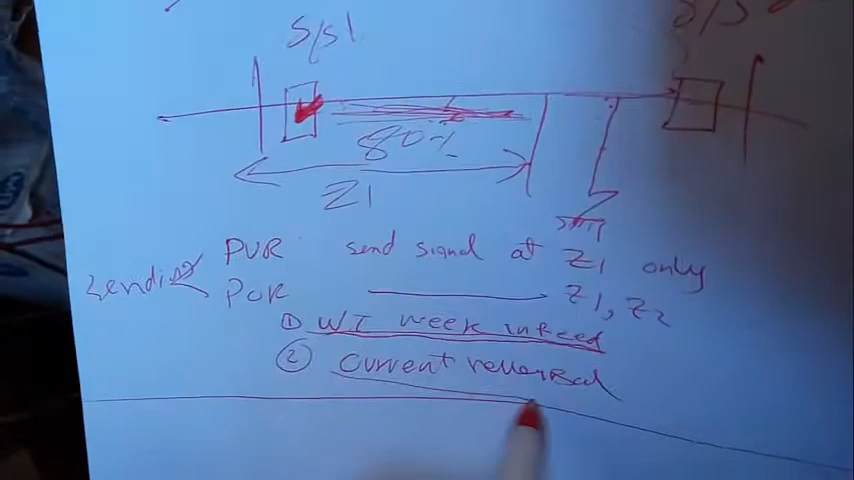 S/S1
S/S
80%
Z1
Sending PUR send signal at Z1 only
POR Z1, Z2
① WI week infeed
② Current reversal